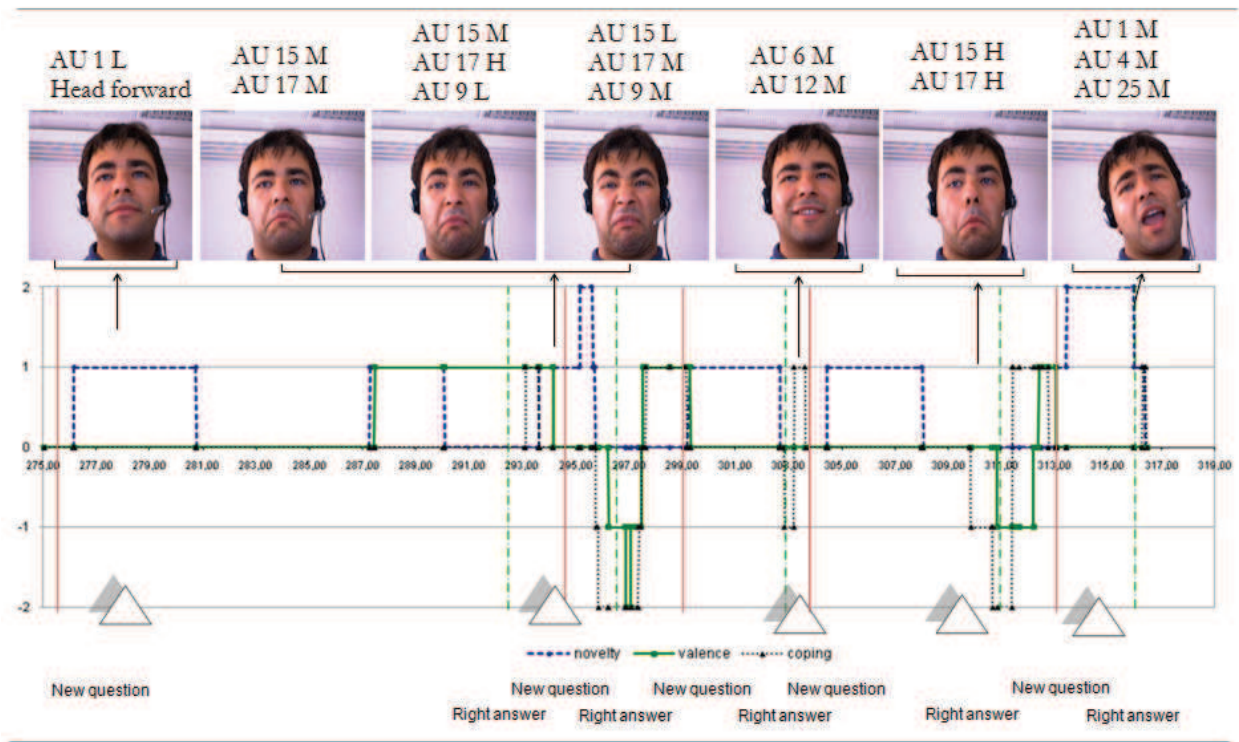 AU 1 L
Head forward
AU 15 M
AU 17 M
AU 15 M
AU 17 H
AU 9 L
AU 15 L
AU 17 M
AU 9 M
AU 6 M
AU 12 M
AU 15 H
AU 17 H
AU 1 M
AU 4 M
AU 25 M
2
1
0
275,00 277,00 279,00 281,00 283,00 285,00 287,00 289,00 291,00 293,00 295,00 297,00 299,00 301,00 303,00 305,00 307,00 309,00 311,00 313,00 315,00 317,00 319,00
-1
-2
novelty valence coping
New question New question New question New question New question
Right answer Right answer Right answer Right answer Right answer